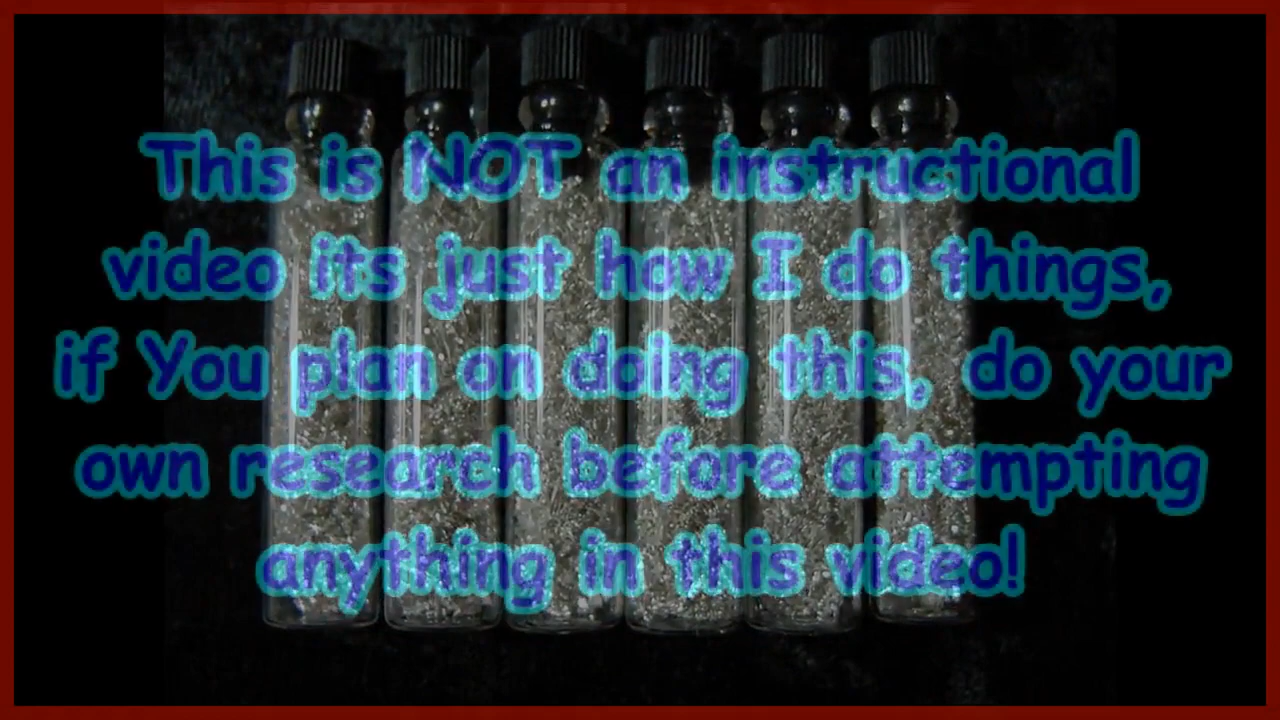 This is NOT an instructional
video its just how I do things,
if You plan on doing this, do your
own research before attempting
anything in this video!